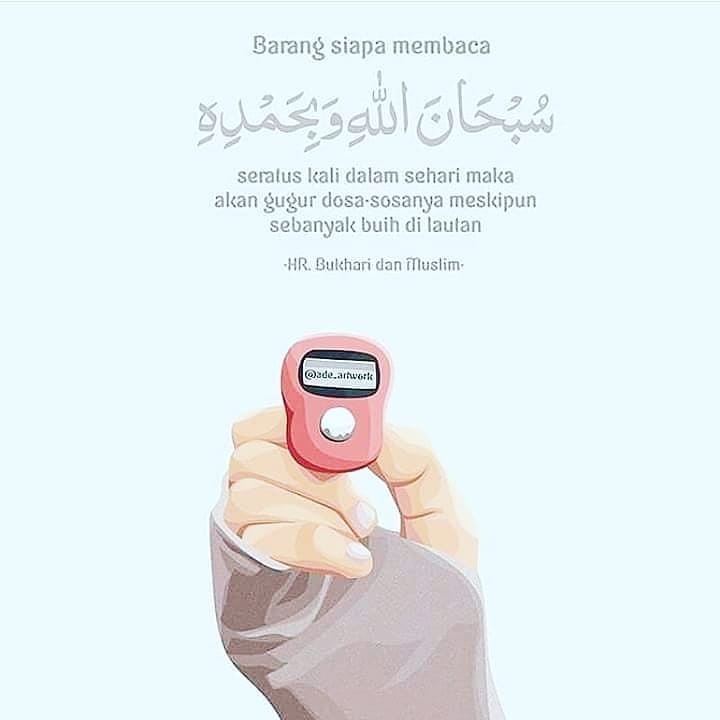 Barang siapa membaca
سُبْحَانَ اللهِ وَبِحَمْدِهِ
seratus kali dalam sehari maka
akan gugur dosa-sosanya meskipun
sebanyak buih di lautan
-HR. Bukhari dan Muslim-
@ade_artwork